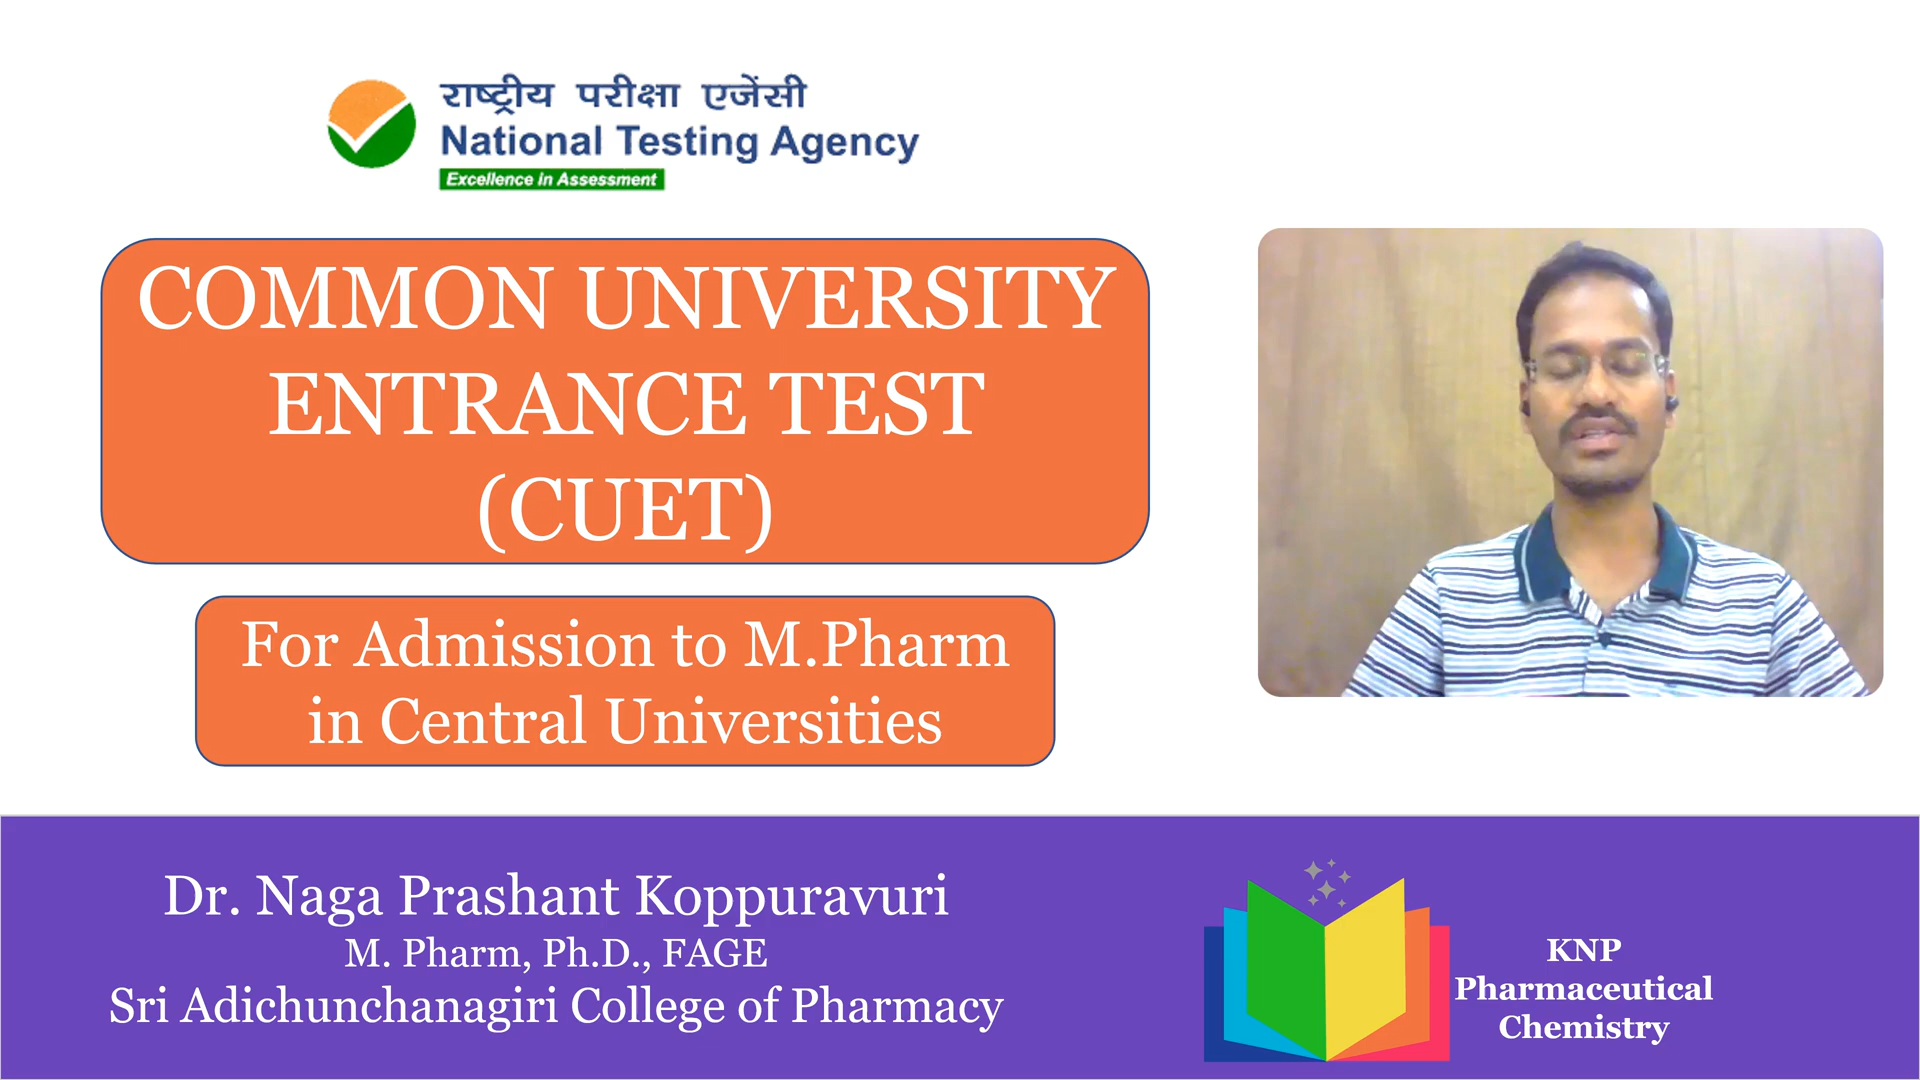 राष्ट्रीय परीक्षा एजेंसी
National Testing Agency
Excellence in Assessment
COMMON UNIVERSITY
ENTRANCE TEST
(CUET)
For Admission to M.Pharm
in Central Universities
Dr. Naga Prashant Koppuravuri
M. Pharm, Ph.D., FAGE
Sri Adichunchanagiri College of Pharmacy
KNP
Pharmaceutical
Chemistry